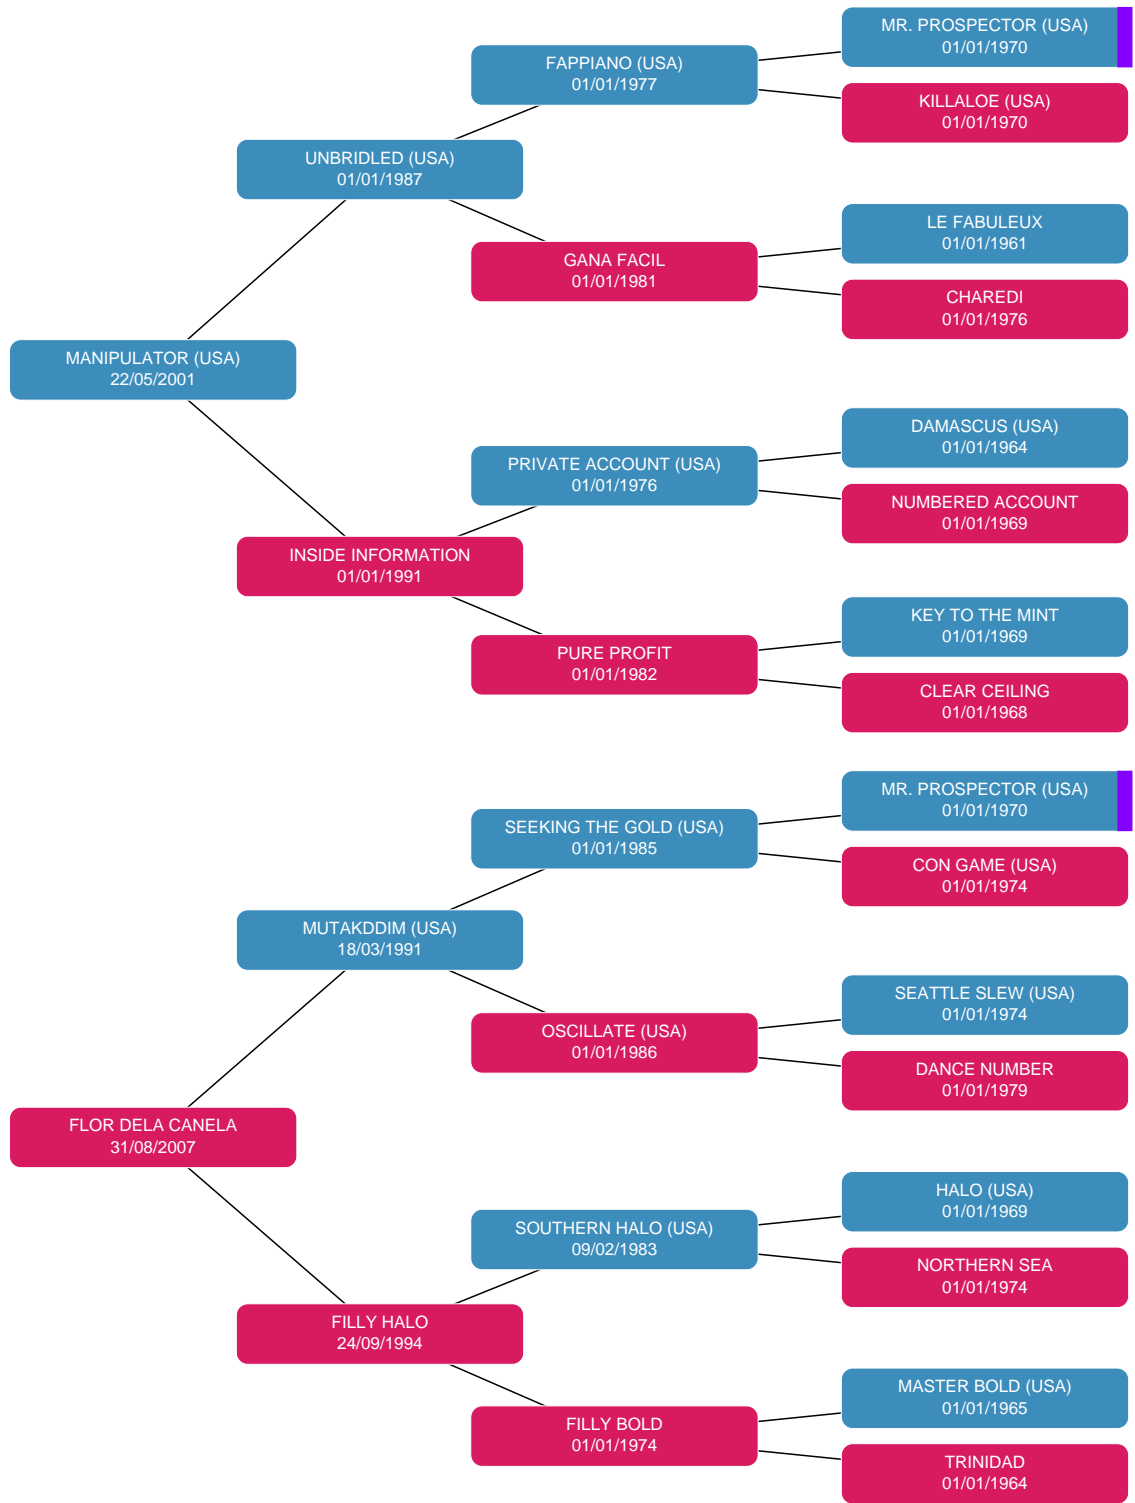 MR. PROSPECTOR (USA)
01/01/1970
FAPPIANO (USA)
01/01/1977
KILLALOE (USA)
01/01/1970
UNBRIDLED (USA)
01/01/1987
LE FABULEUX
01/01/1961
GANA FACIL
01/01/1981
CHAREDI
01/01/1976
MANIPULATOR (USA)
22/05/2001
DAMASCUS (USA)
01/01/1964
PRIVATE ACCOUNT (USA)
01/01/1976
NUMBERED ACCOUNT
01/01/1969
INSIDE INFORMATION
01/01/1991
KEY TO THE MINT
01/01/1969
PURE PROFIT
01/01/1982
CLEAR CEILING
01/01/1968
MR. PROSPECTOR (USA)
01/01/1970
SEEKING THE GOLD (USA)
01/01/1985
CON GAME (USA)
01/01/1974
MUTAKDDIM (USA)
18/03/1991
SEATTLE SLEW (USA)
01/01/1974
OSCILLATE (USA)
01/01/1986
DANCE NUMBER
01/01/1979
FLOR DELA CANELA
31/08/2007
HALO (USA)
01/01/1969
SOUTHERN HALO (USA)
09/02/1983
NORTHERN SEA
01/01/1974
FILLY HALO
24/09/1994
MASTER BOLD (USA)
01/01/1965
FILLY BOLD
01/01/1974
TRINIDAD
01/01/1964